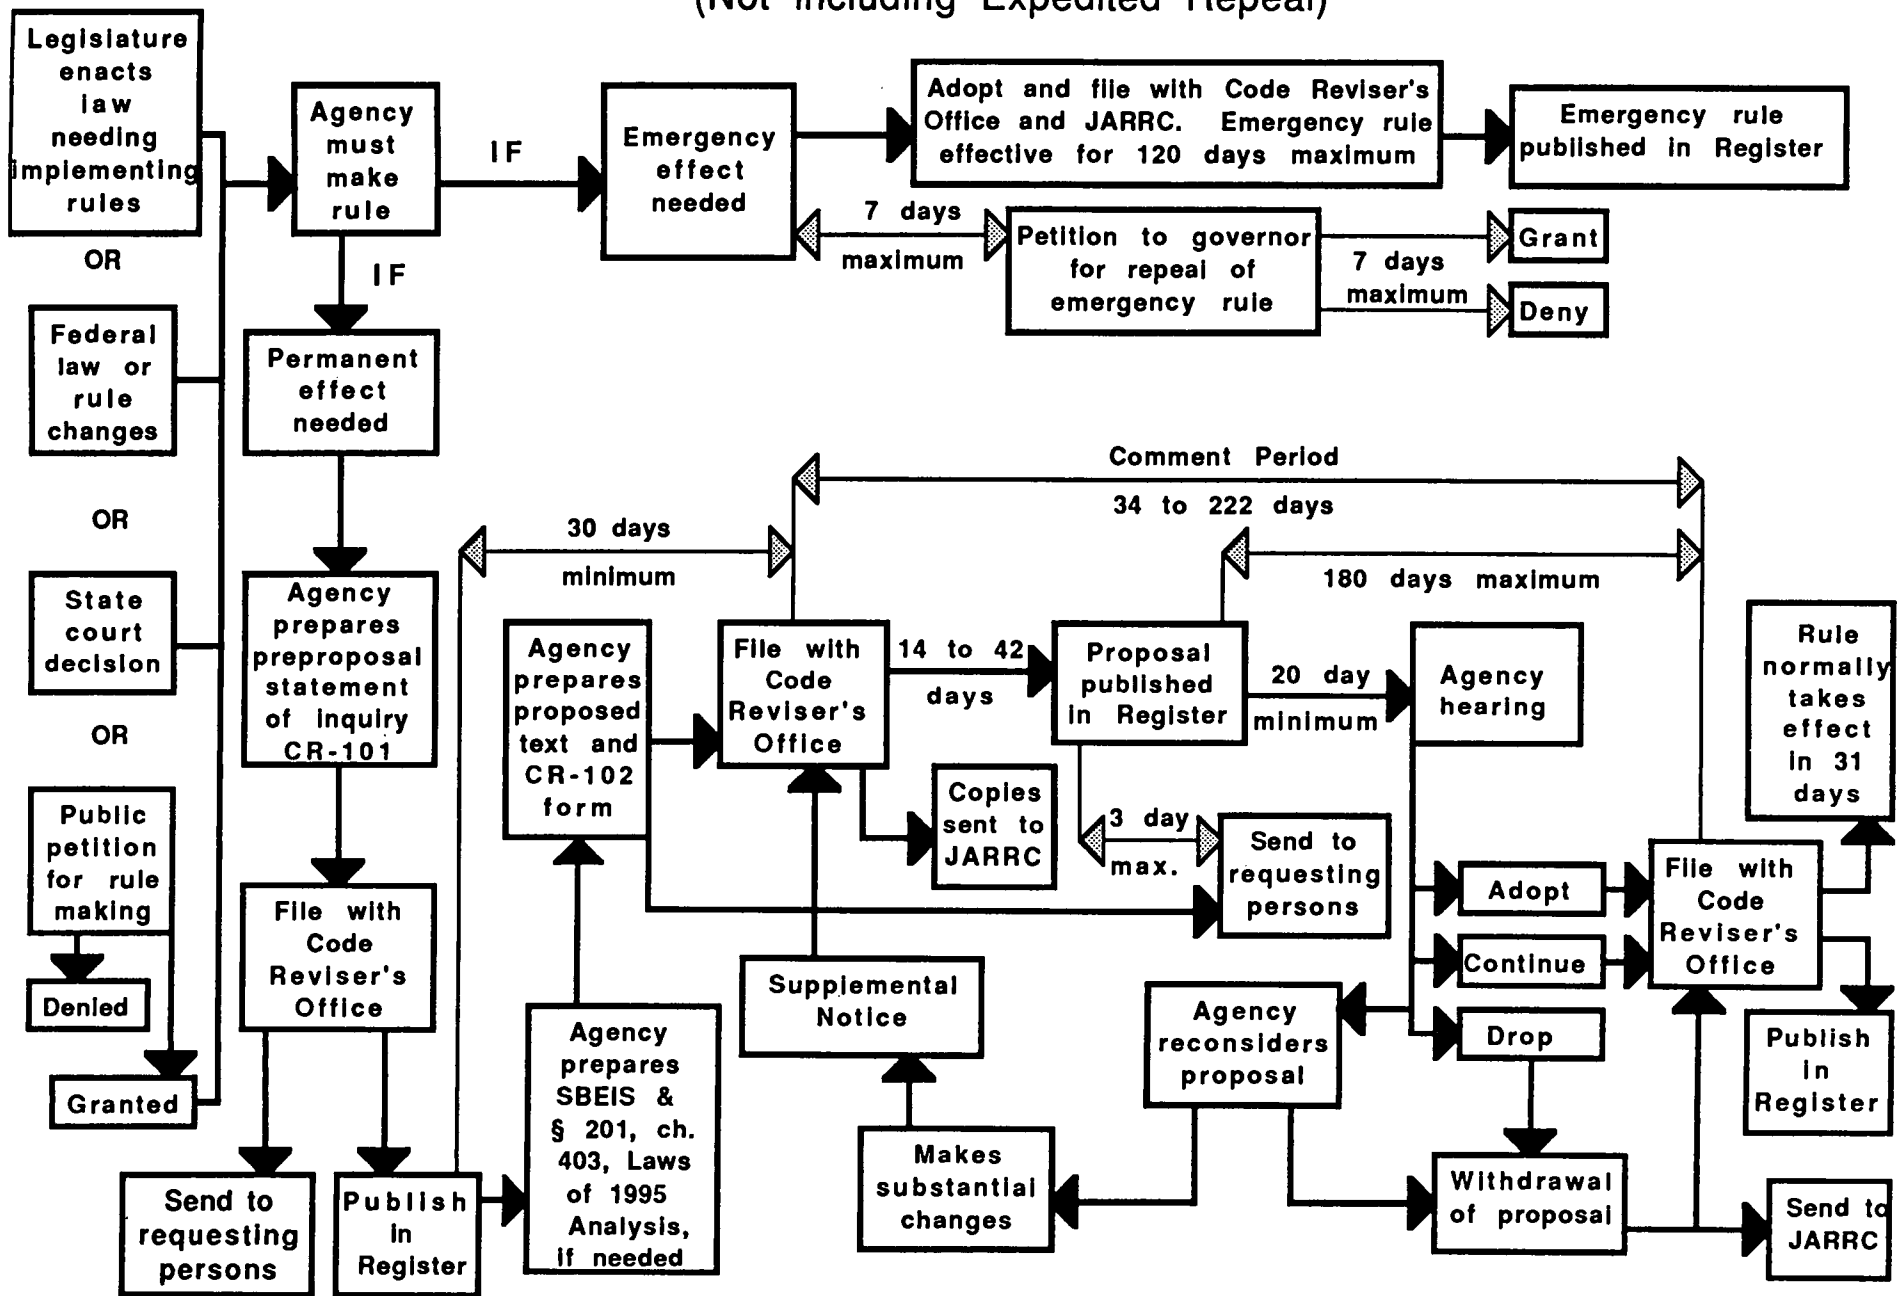 (Not Including Expedited Repeal)
Legislature
enacts
law
needing
implementing
rules
OR
Federal
law or
rule
changes
OR
State
court
decision
OR
Public
petition
for rule
making
Denied
Granted
Agency
must
make
rule
IF
IF
Emergency
effect
needed
Adopt and file with Code Reviser's
Office and JARRC. Emergency rule
effective for 120 days maximum
Emergency rule
published in Register
7 days
maximum
Petition to governor
for repeal of
emergency rule
7 days
maximum
Grant
Deny
Permanent
effect
needed
Agency
prepares
preproposal
statement
of inquiry
CR-101
File with
Code
Reviser's
Office
Send to
requesting
persons
Publish
in
Register
30 days
minimum
Agency
prepares
SBEIS &
§ 201, ch.
403, Laws
of 1995
Analysis,
if needed
Agency
prepares
proposed
text and
CR-102
form
File with
Code
Reviser's
Office
Comment Period
34 to 222 days
14 to 42
days
Copies
sent to
JARRC
Proposal
published
in Register
180 days maximum
20 day
minimum
Agency
hearing
3 day
max.
Send to
requesting
persons
Supplemental
Notice
Makes
substantial
changes
Agency
reconsiders
proposal
Adopt
Continue
Drop
Withdrawal
of proposal
File with
Code
Reviser's
Office
Rule
normally
takes
effect
in 31
days
Publish
in
Register
Send to
JARRC